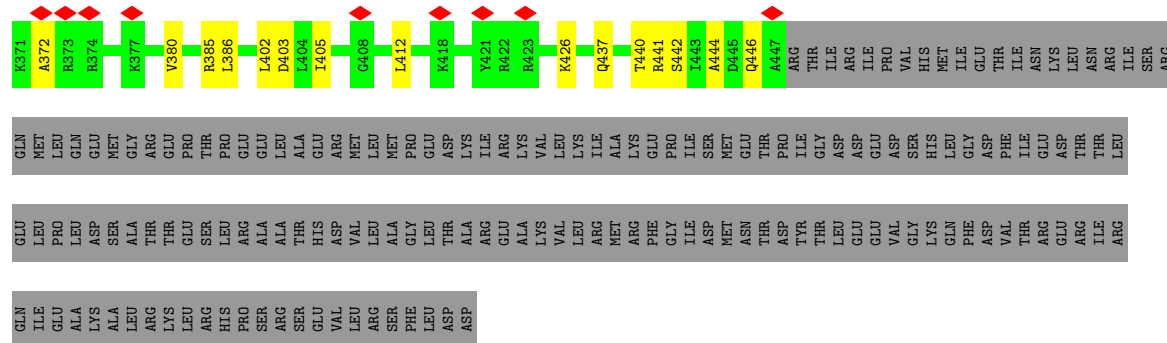 K371 A372 R373 R374 K377 V380 R385 L386 L402 D403 L404 I405 G408 L412 K418 Y421 R422 R423 K426 Q437 T440 R441 S442 I443 A444 D445 Q446 A447 ARG THR ILE ARG ILE PRO VAL HIS MET ILE GLU THR ILE ASN LYS LEU ASN ARG ILE SER ARG
GLN MET LEU GLN GLU MET GLY ARG GLU PRO THR PRO GLU GLU LEU ALA GLU ARG MET LEU MET PRO GLU ASP LYS ILE ARG LYS VAL LEU LYS ILE ALA LYS GLU PRO ILE SER MET GLU THR PRO ILE GLY ASP ASP GLU ASP SER HIS LEU GLY ASP PHE ILE GLU ASP THR THR LEU
GLU LEU PRO LEU ASP SER ALA THR THR GLU SER LEU ARG ALA ALA THR HIS ASP VAL LEU ALA GLY LEU THR ALA ARG GLU ALA LYS VAL LEU ARG MET ARG PHE GLY ILE ASP MET ASN THR ASP TYR THR LEU GLU GLU VAL GLY LYS GLN PHE ASP VAL THR ARG GLU ARG ILE ARG
GLN ILE GLU ALA LYS ALA LEU ARG LYS LEU ARG HIS PRO SER ARG SER GLU VAL LEU ARG SER PHE LEU ASP ASP